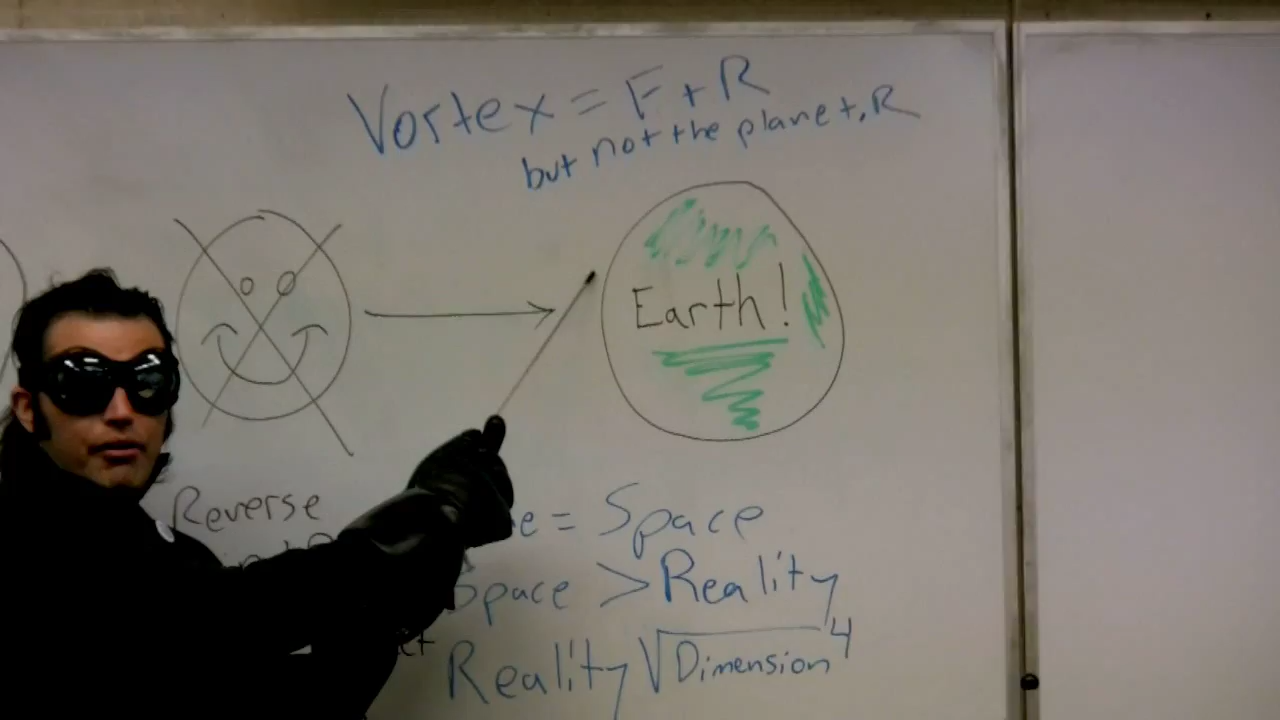 Vortex = F + R
but not the planet, R
Earth!
Reverse
= Space
Space > Reality
Reality √Dimension 4